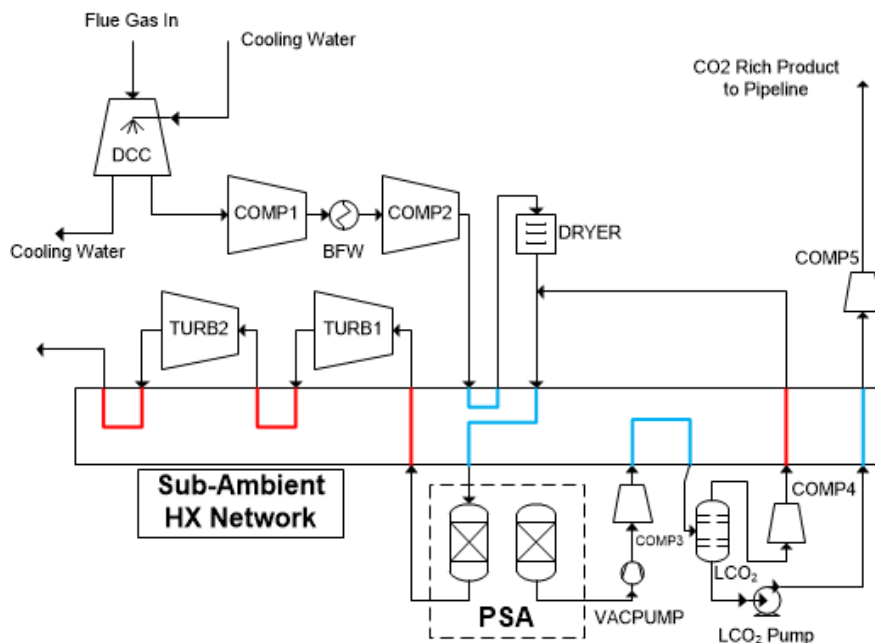 Flue Gas In
Cooling Water
CO2 Rich Product
to Pipeline
DCC
COMP1
COMP2
BFW
DRYER
Cooling Water
COMP5
TURB2
TURB1
Sub-Ambient
HX Network
COMP4
COMP3
LCO₂
PSA
VACPUMP
LCO₂ Pump